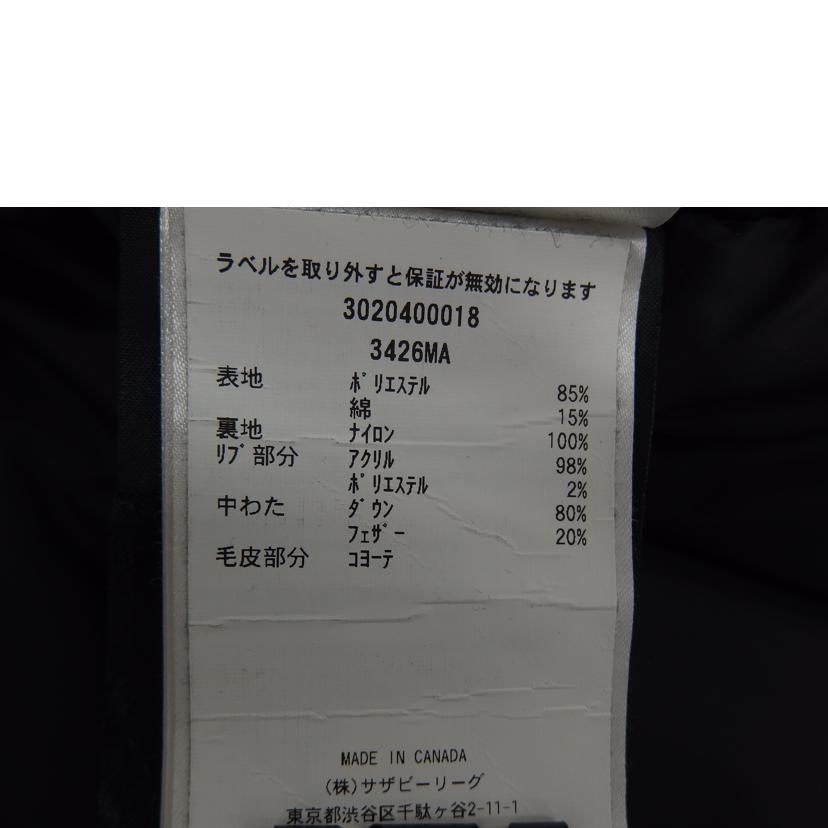 ラベルを取り外すと保証が無効になります
3020400018
3426MA
表地 ポリエステル 85%
綿 15%
裏地 ナイロン 100%
リブ部分 アクリル 98%
ポリエステル 2%
中わた ダウン 80%
フェザー 20%
毛皮部分 コヨーテ
MADE IN CANADA
(株)サザビーリーグ
東京都渋谷区千駄ヶ谷2-11-1